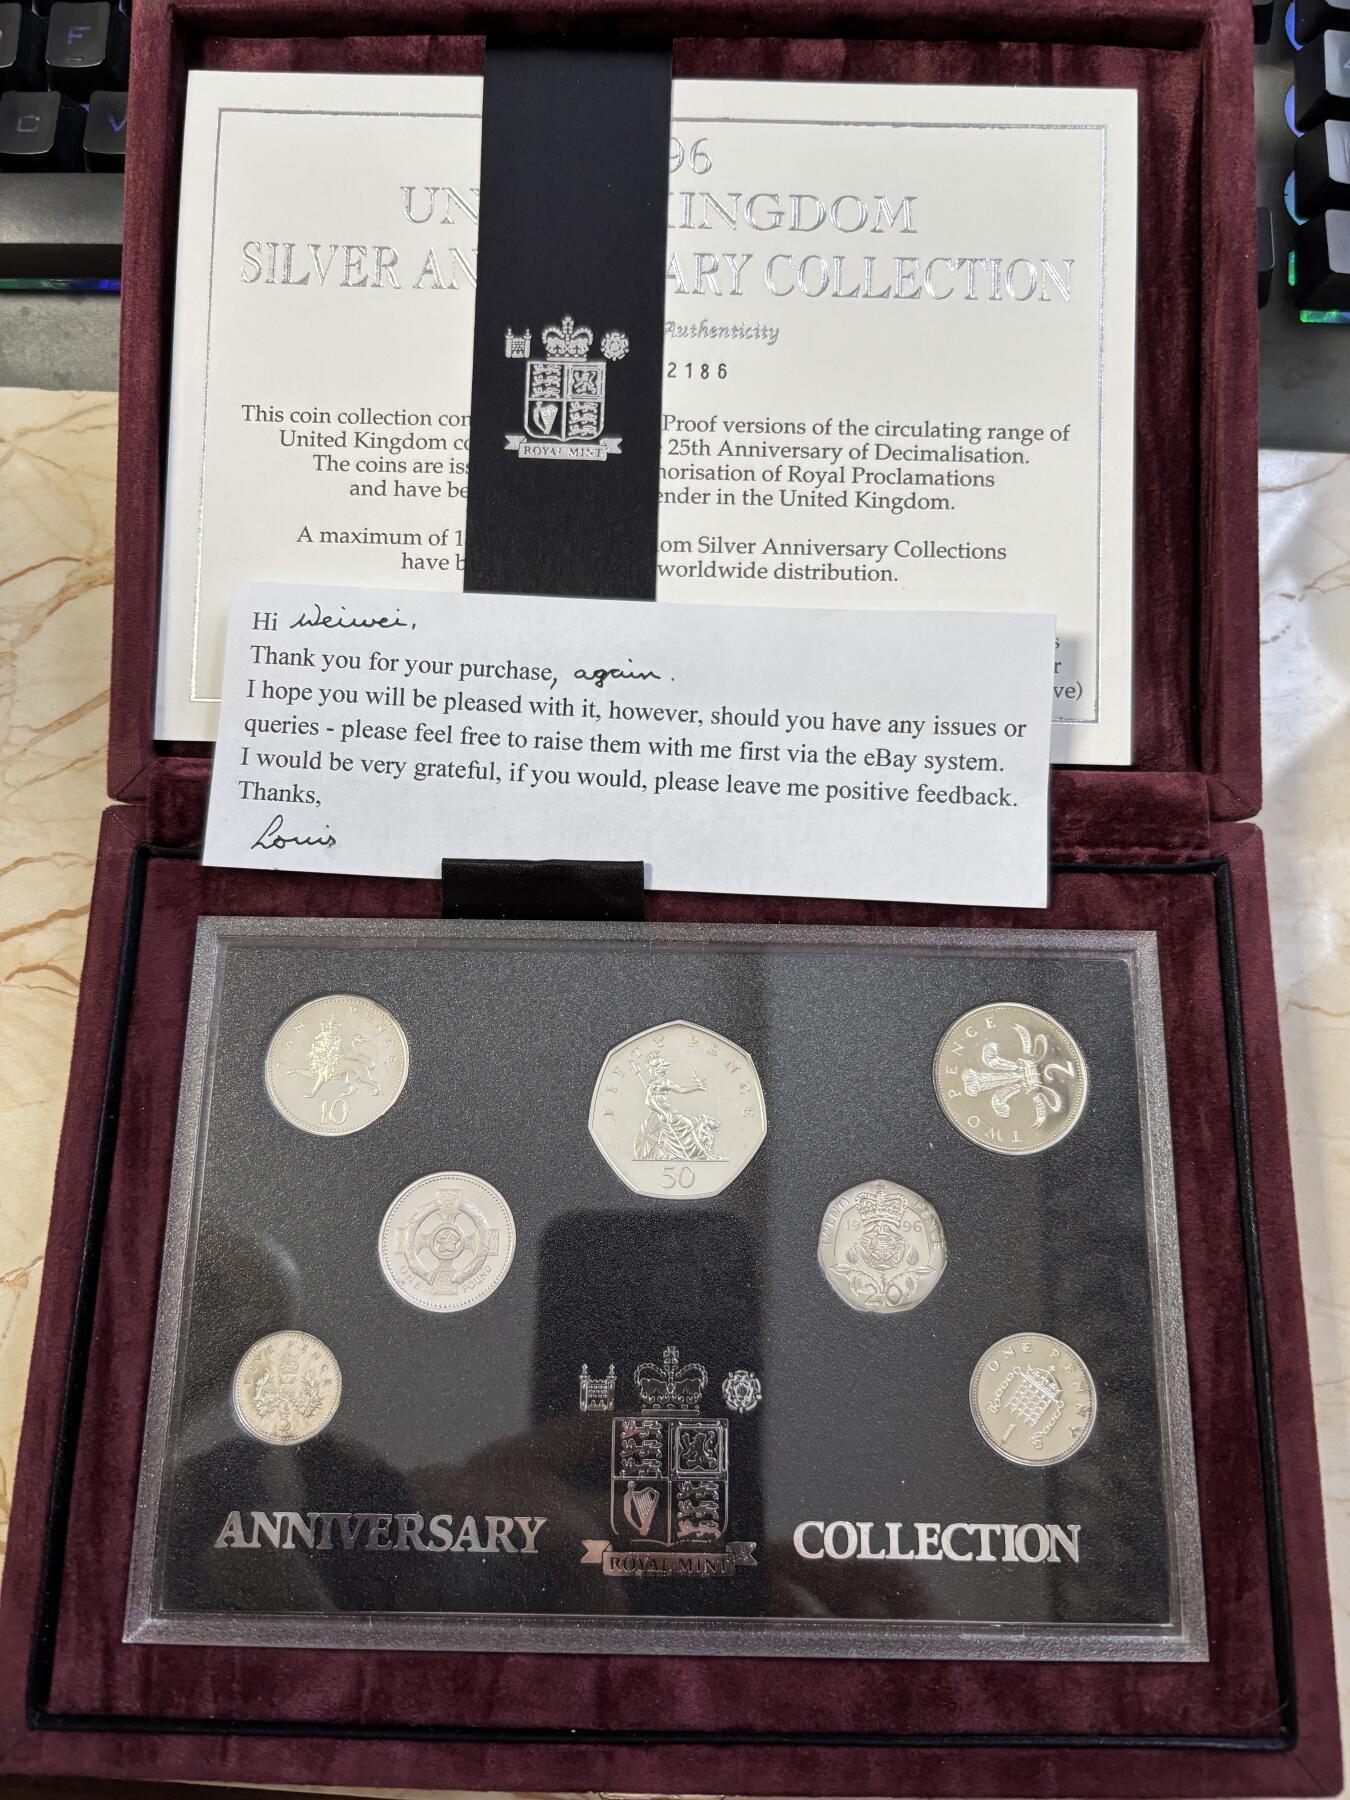 96
UN KINGDOM
SILVER AN ARY COLLECTION
Authenticity
2186
This coin collection con Proof versions of the circulating range of
United Kingdom co 25th Anniversary of Decimalisation.
The coins are iss horisation of Royal Proclamations
and have be ender in the United Kingdom.
A maximum of 1 om Silver Anniversary Collections
have b worldwide distribution.
ROYAL MINT
s
r
ve)
Hi Weiwei,
Thank you for your purchase, again.
I hope you will be pleased with it, however, should you have any issues or
queries - please feel free to raise them with me first via the eBay system.
I would be very grateful, if you would, please leave me positive feedback.
Thanks,
Louis
TEN PENCE
10
FIFTY PENCE
50
TWO PENCE
2
ONE POUND
TWENTY PENCE
1996
20
FIVE PENCE
5
ONE PENNY
1
ANNIVERSARY
ROYAL MINT
COLLECTION
F
C
V